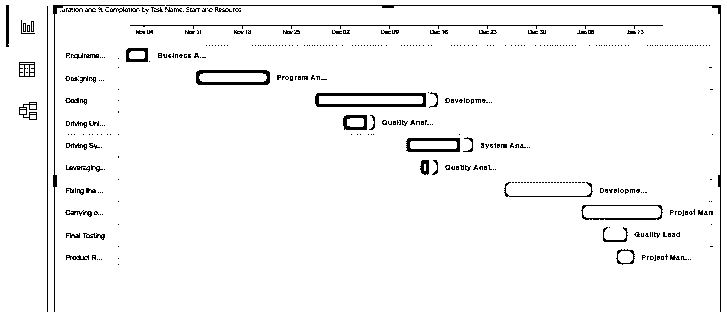 Duration and % Completion by Task Name, Start and Resource
Nov 04 Nov 11 Nov 18 Nov 25 Dec 02 Dec 09 Dec 16 Dec 23 Dec 30 Jan 06 Jan 13
Requireme... Business A...
Designing ... Program An...
Coding Developme...
Driving Uni... Quality Anal...
Driving Sy... System Ana...
Leveraging... Quality Anal...
Fixing the ... Developme...
Carrying o... Project Man
Final Testing Quality Lead
Product R... Project Man...